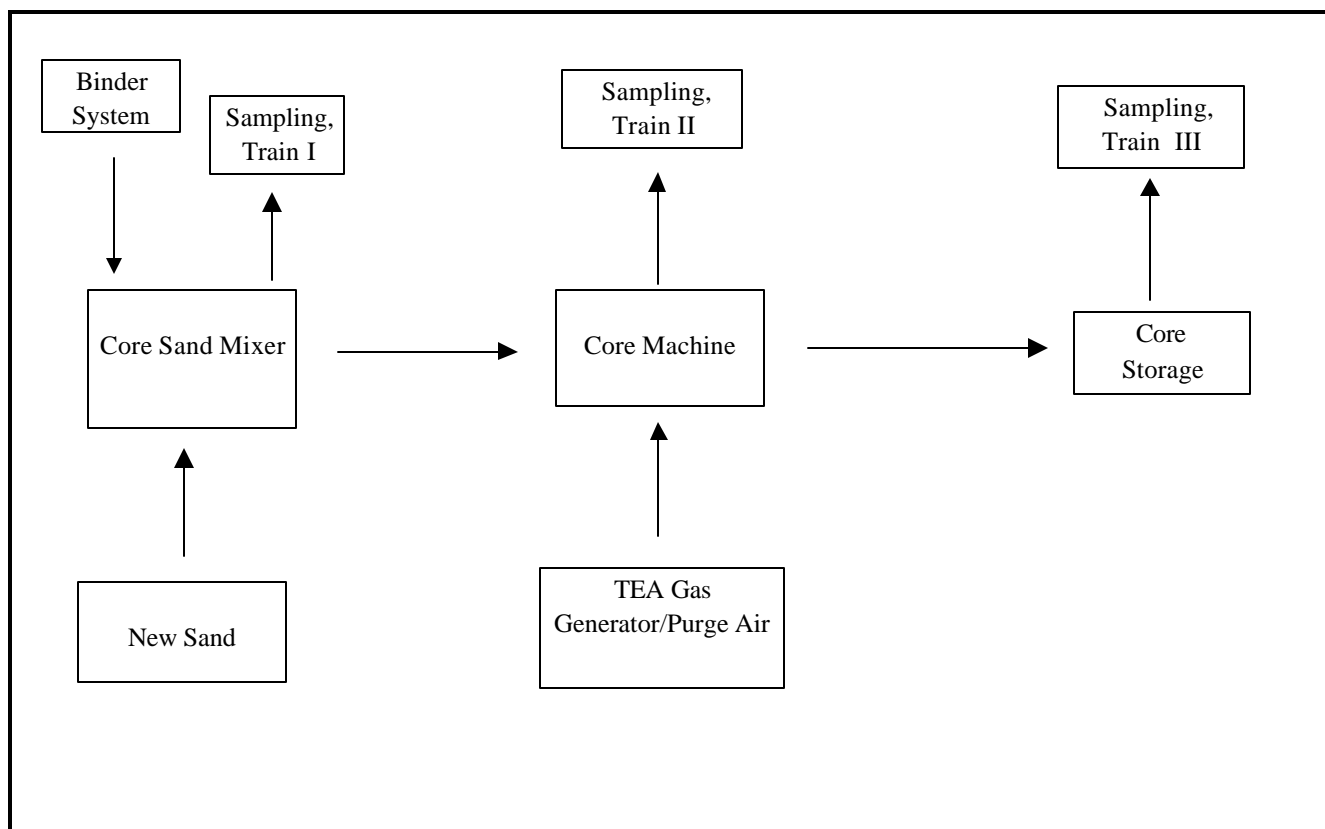 Binder
System
Sampling,
Train I
Sampling,
Train II
Sampling,
Train III
Core Sand Mixer
Core Machine
Core
Storage
New Sand
TEA Gas
Generator/Purge Air